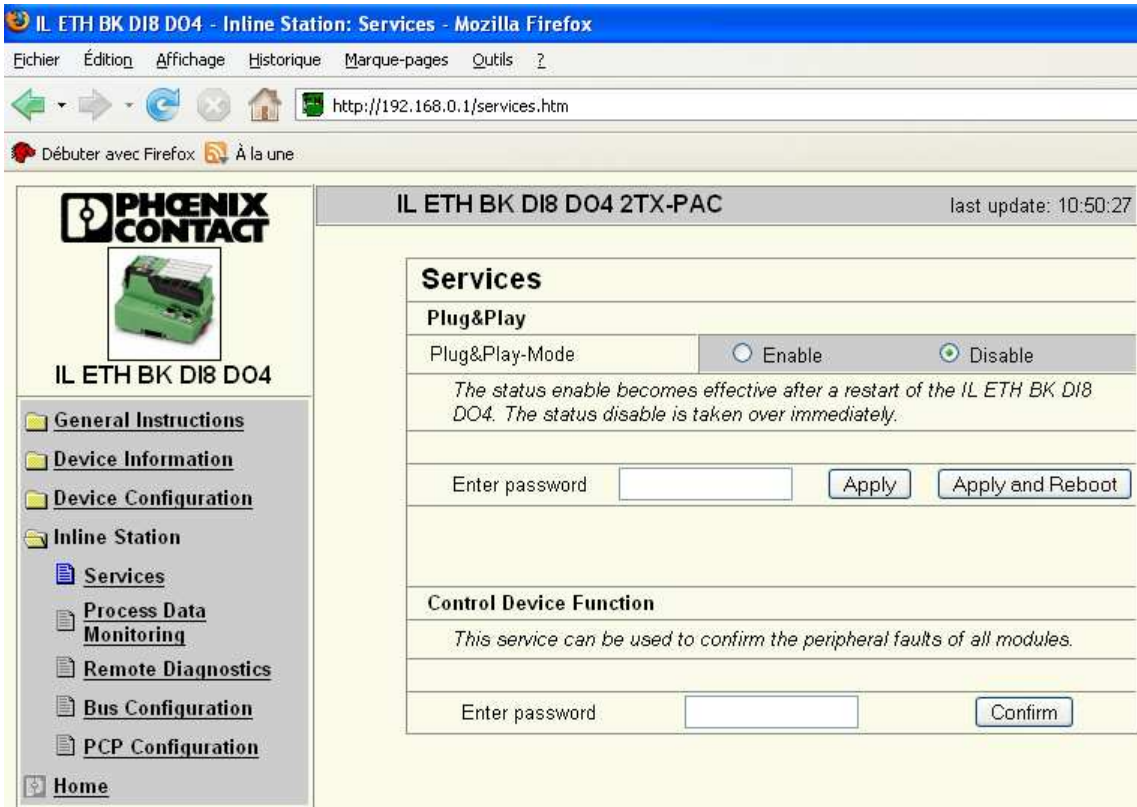 IL ETH BK DI8 DO4 - Inline Station: Services - Mozilla Firefox
Fichier Édition Affichage Historique Marque-pages Outils ?
http://192.168.0.1/services.htm
Débuter avec Firefox À la une
PHŒNIX
CONTACT
IL ETH BK DI8 DO4
General Instructions
Device Information
Device Configuration
Inline Station
Services
Process Data
Monitoring
Remote Diagnostics
Bus Configuration
PCP Configuration
Home
IL ETH BK DI8 DO4 2TX-PAC last update: 10:50:27
Services
Plug&Play
Plug&Play-Mode Enable Disable
The status enable becomes effective after a restart of the IL ETH BK DI8
DO4. The status disable is taken over immediately.
Enter password Apply Apply and Reboot
Control Device Function
This service can be used to confirm the peripheral faults of all modules.
Enter password Confirm